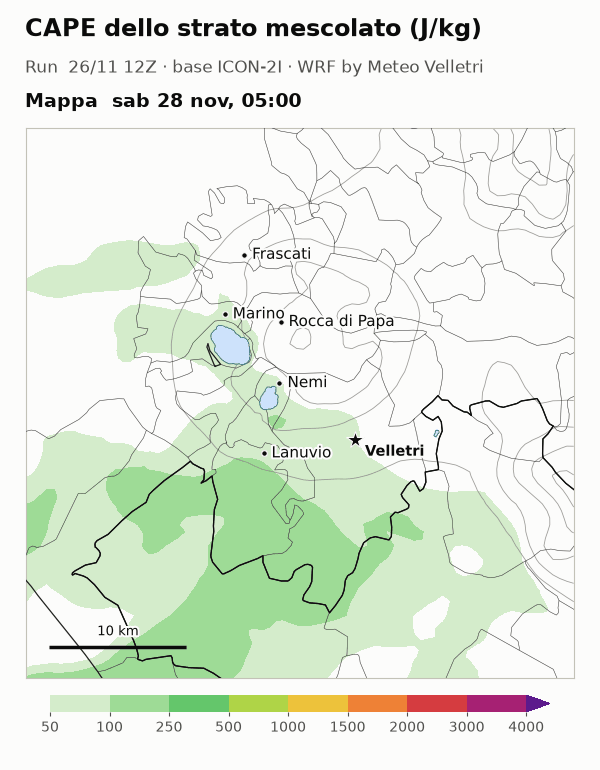 CAPE dello strato mescolato (J/kg)
Run  26/11 12Z · base ICON-2I · WRF by Meteo Velletri
Mappa  sab 28 nov, 05:00
Frascati
Marino
Rocca di Papa
Nemi
Velletri
Lanuvio
10 km
50 100 250 500 1000 1500 2000 3000 4000